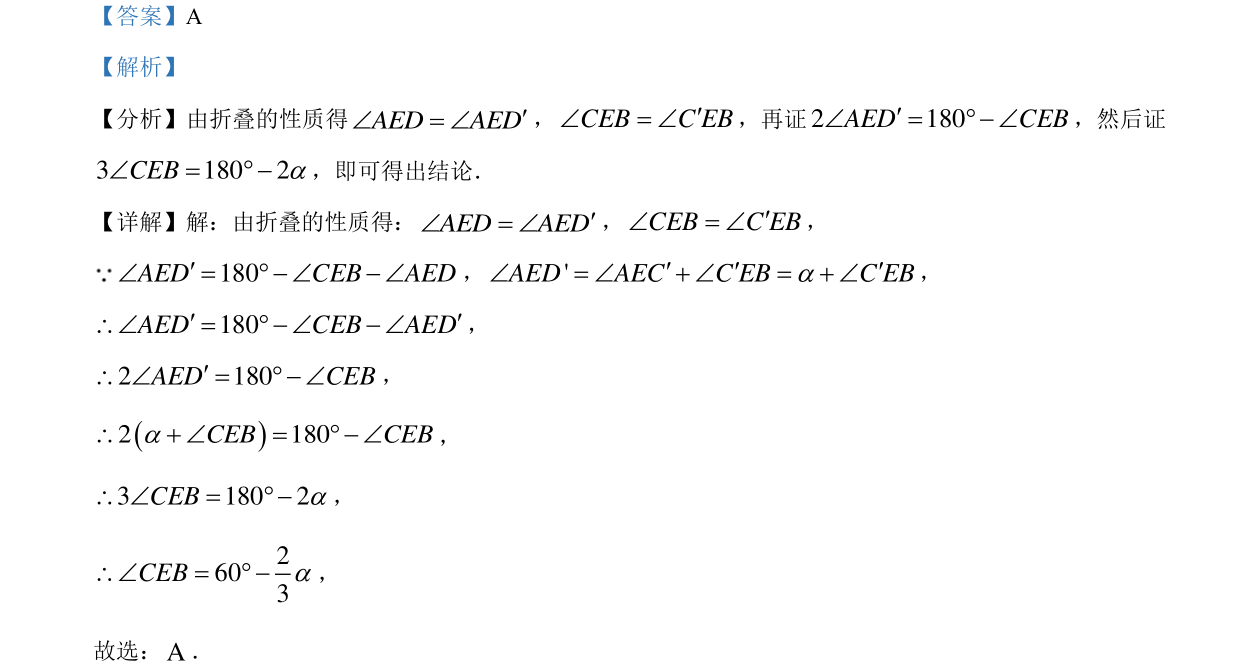 【答案】A
【解析】
【分析】由折叠的性质得∠AED=∠AED′，∠CEB=∠C′EB，再证2∠AED′=180°−∠CEB，然后证
3∠CEB=180°−2α，即可得出结论．
【详解】解：由折叠的性质得：∠AED=∠AED′，∠CEB=∠C′EB，
∵∠AED′=180°−∠CEB−∠AED，∠AED'=∠AEC′+∠C′EB=α+∠C′EB，
∴∠AED′=180°−∠CEB−∠AED′，
∴2∠AED′=180°−∠CEB，
∴2(α+∠CEB)=180°−∠CEB，
∴3∠CEB=180°−2α，
∴∠CEB=60°−2/3α，
故选：A．